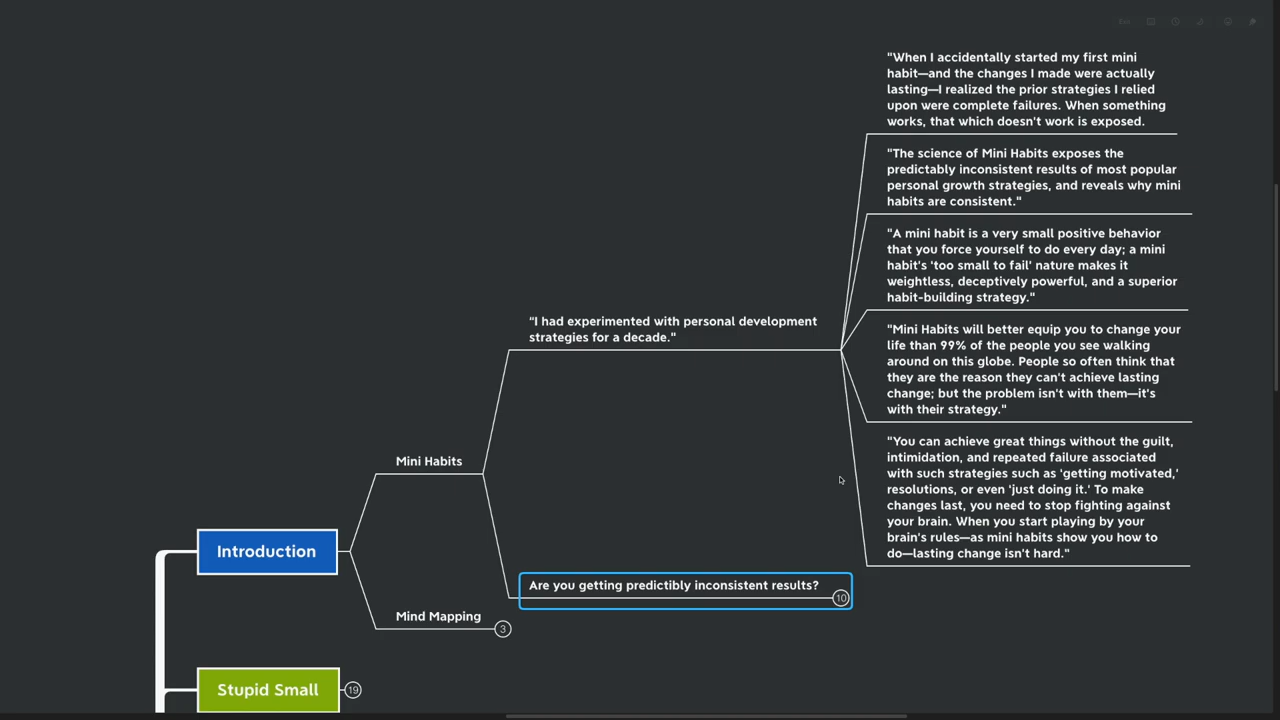 "When I accidentally started my first mini
habit—and the changes I made were actually
lasting—I realized the prior strategies I relied
upon were complete failures. When something
works, that which doesn't work is exposed.
"The science of Mini Habits exposes the
predictably inconsistent results of most popular
personal growth strategies, and reveals why mini
habits are consistent."
"A mini habit is a very small positive behavior
that you force yourself to do every day; a mini
habit's ‘too small to fail’ nature makes it
weightless, deceptively powerful, and a superior
habit-building strategy."
"I had experimented with personal development
strategies for a decade."
"Mini Habits will better equip you to change your
life than 99% of the people you see walking
around on this globe. People so often think that
they are the reason they can't achieve lasting
change; but the problem isn't with them—it's
with their strategy."
"You can achieve great things without the guilt,
intimidation, and repeated failure associated
with such strategies such as ‘getting motivated,’
resolutions, or even ‘just doing it.’ To make
changes last, you need to stop fighting against
your brain. When you start playing by your
brain's rules—as mini habits show you how to
do—lasting change isn't hard."
Mini Habits
Introduction
Are you getting predictibly inconsistent results?
10
Mind Mapping
3
Stupid Small
19